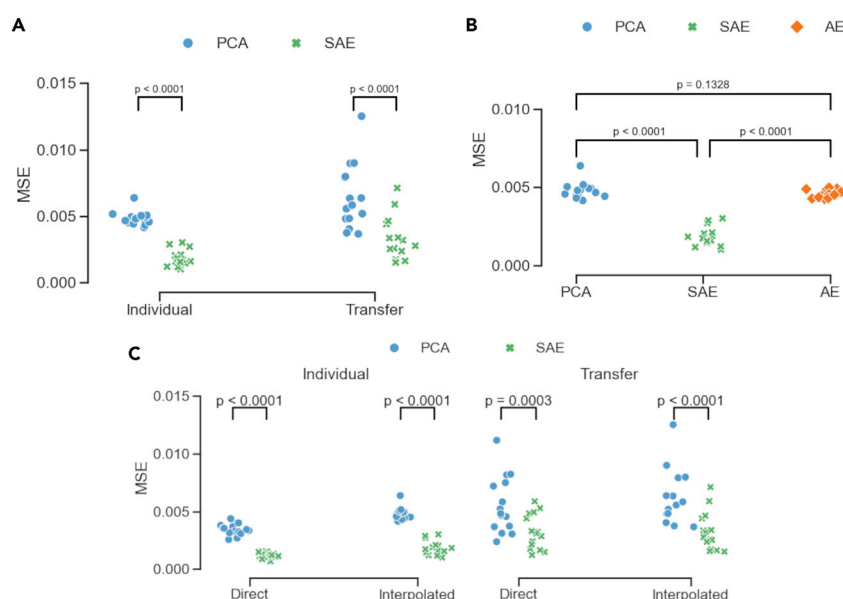 A
PCA SAE
0.015
0.010
0.005
0.000
MSE
p < 0.0001
p < 0.0001
Individual
Transfer
B
PCA SAE AE
0.010
0.005
0.000
MSE
p = 0.1328
p < 0.0001
p < 0.0001
PCA
SAE
AE
C
PCA SAE
Individual
Transfer
0.015
0.010
0.005
0.000
MSE
p < 0.0001
p < 0.0001
p = 0.0003
p < 0.0001
Direct
Interpolated
Direct
Interpolated